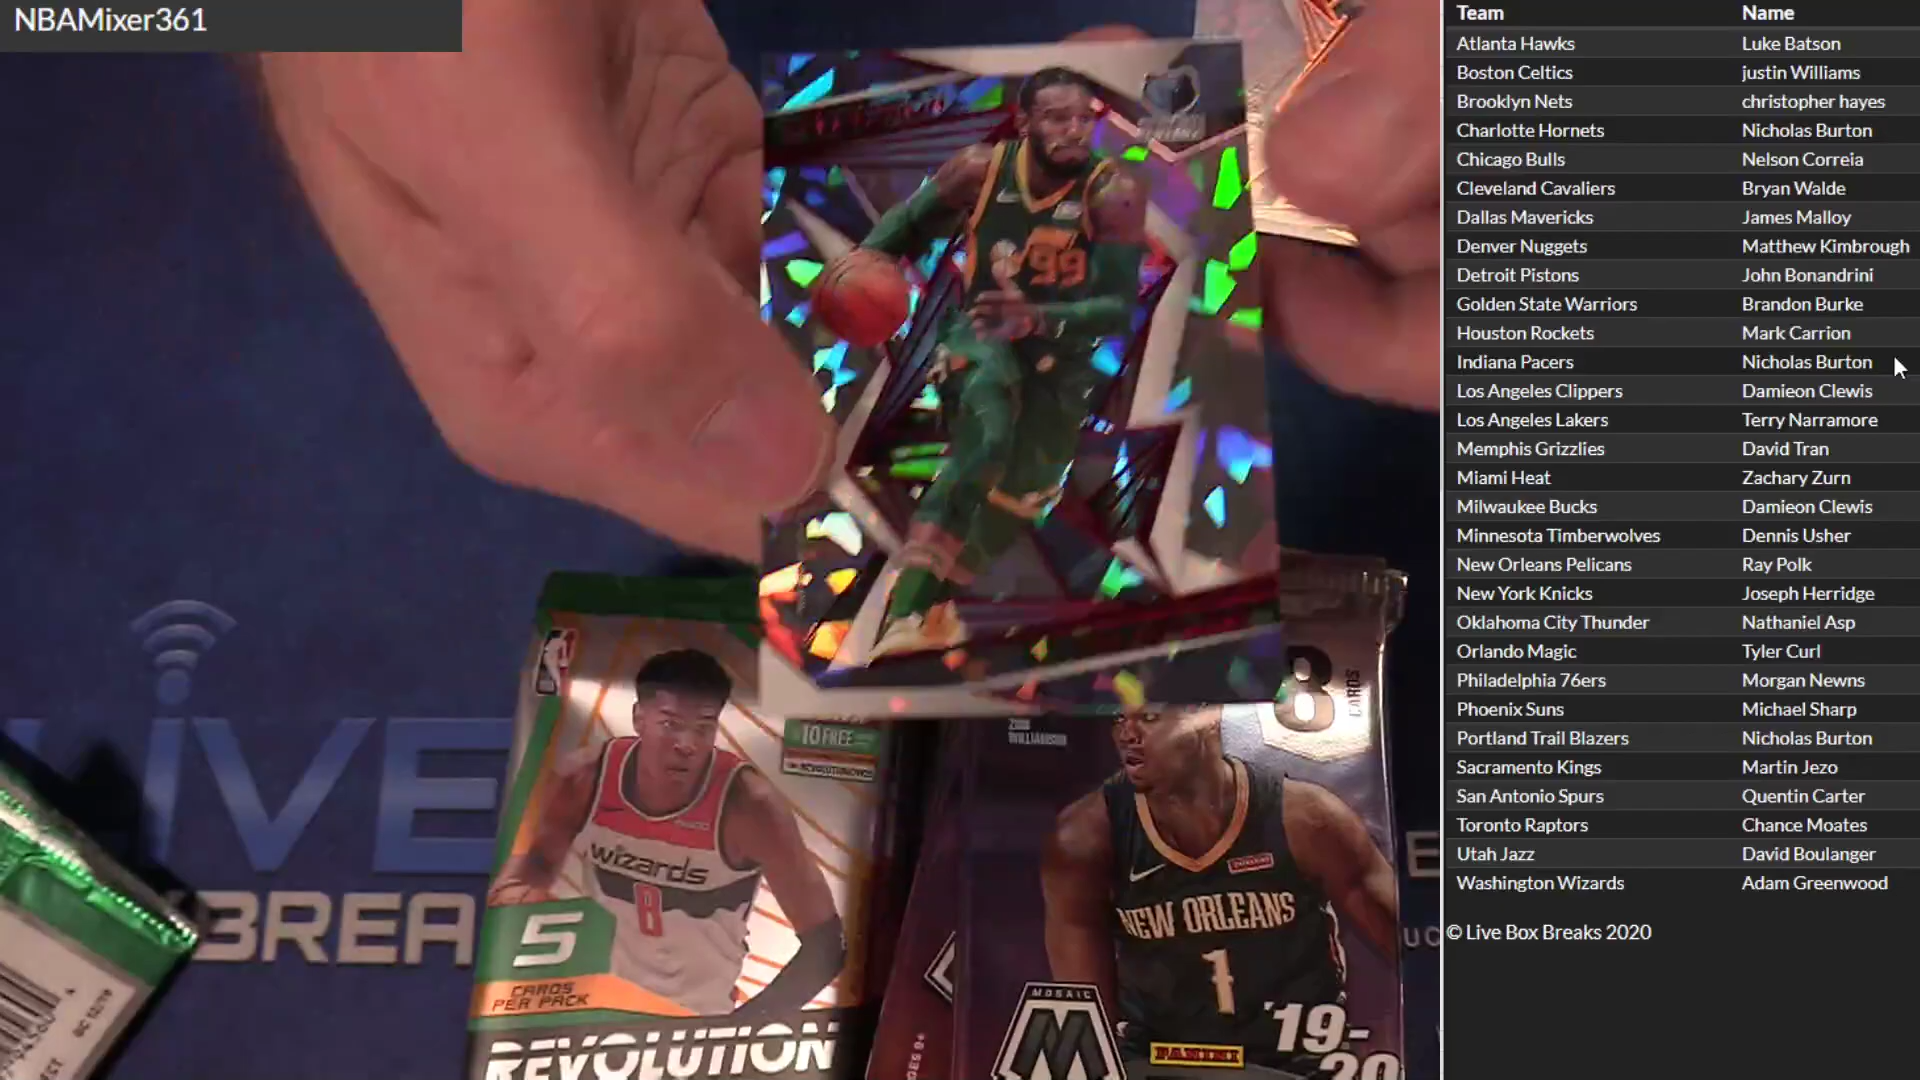 NBAMixer361
Team Name
Atlanta Hawks Luke Batson
Boston Celtics justin Williams
Brooklyn Nets christopher hayes
Charlotte Hornets Nicholas Burton
Chicago Bulls Nelson Correia
Cleveland Cavaliers Bryan Walde
Dallas Mavericks James Malloy
Denver Nuggets Matthew Kimbrough
Detroit Pistons John Bonandrini
Golden State Warriors Brandon Burke
Houston Rockets Mark Carrion
Indiana Pacers Nicholas Burton
Los Angeles Clippers Damieon Clewis
Los Angeles Lakers Terry Narramore
Memphis Grizzlies David Tran
Miami Heat Zachary Zurn
Milwaukee Bucks Damieon Clewis
Minnesota Timberwolves Dennis Usher
New Orleans Pelicans Ray Polk
New York Knicks Joseph Herridge
Oklahoma City Thunder Nathaniel Asp
Orlando Magic Tyler Curl
Philadelphia 76ers Morgan Newns
Phoenix Suns Michael Sharp
Portland Trail Blazers Nicholas Burton
Sacramento Kings Martin Jezo
San Antonio Spurs Quentin Carter
Toronto Raptors Chance Moates
Utah Jazz David Boulanger
Washington Wizards Adam Greenwood
© Live Box Breaks 2020
99
10 FREE
WILLIAMSON
8
CARDS
wizards
8
5
CARDS
PER PACK
REVOLUTION
NEW ORLEANS
1
MOSAIC
PANINI
'19-
20
LIVE
BREA